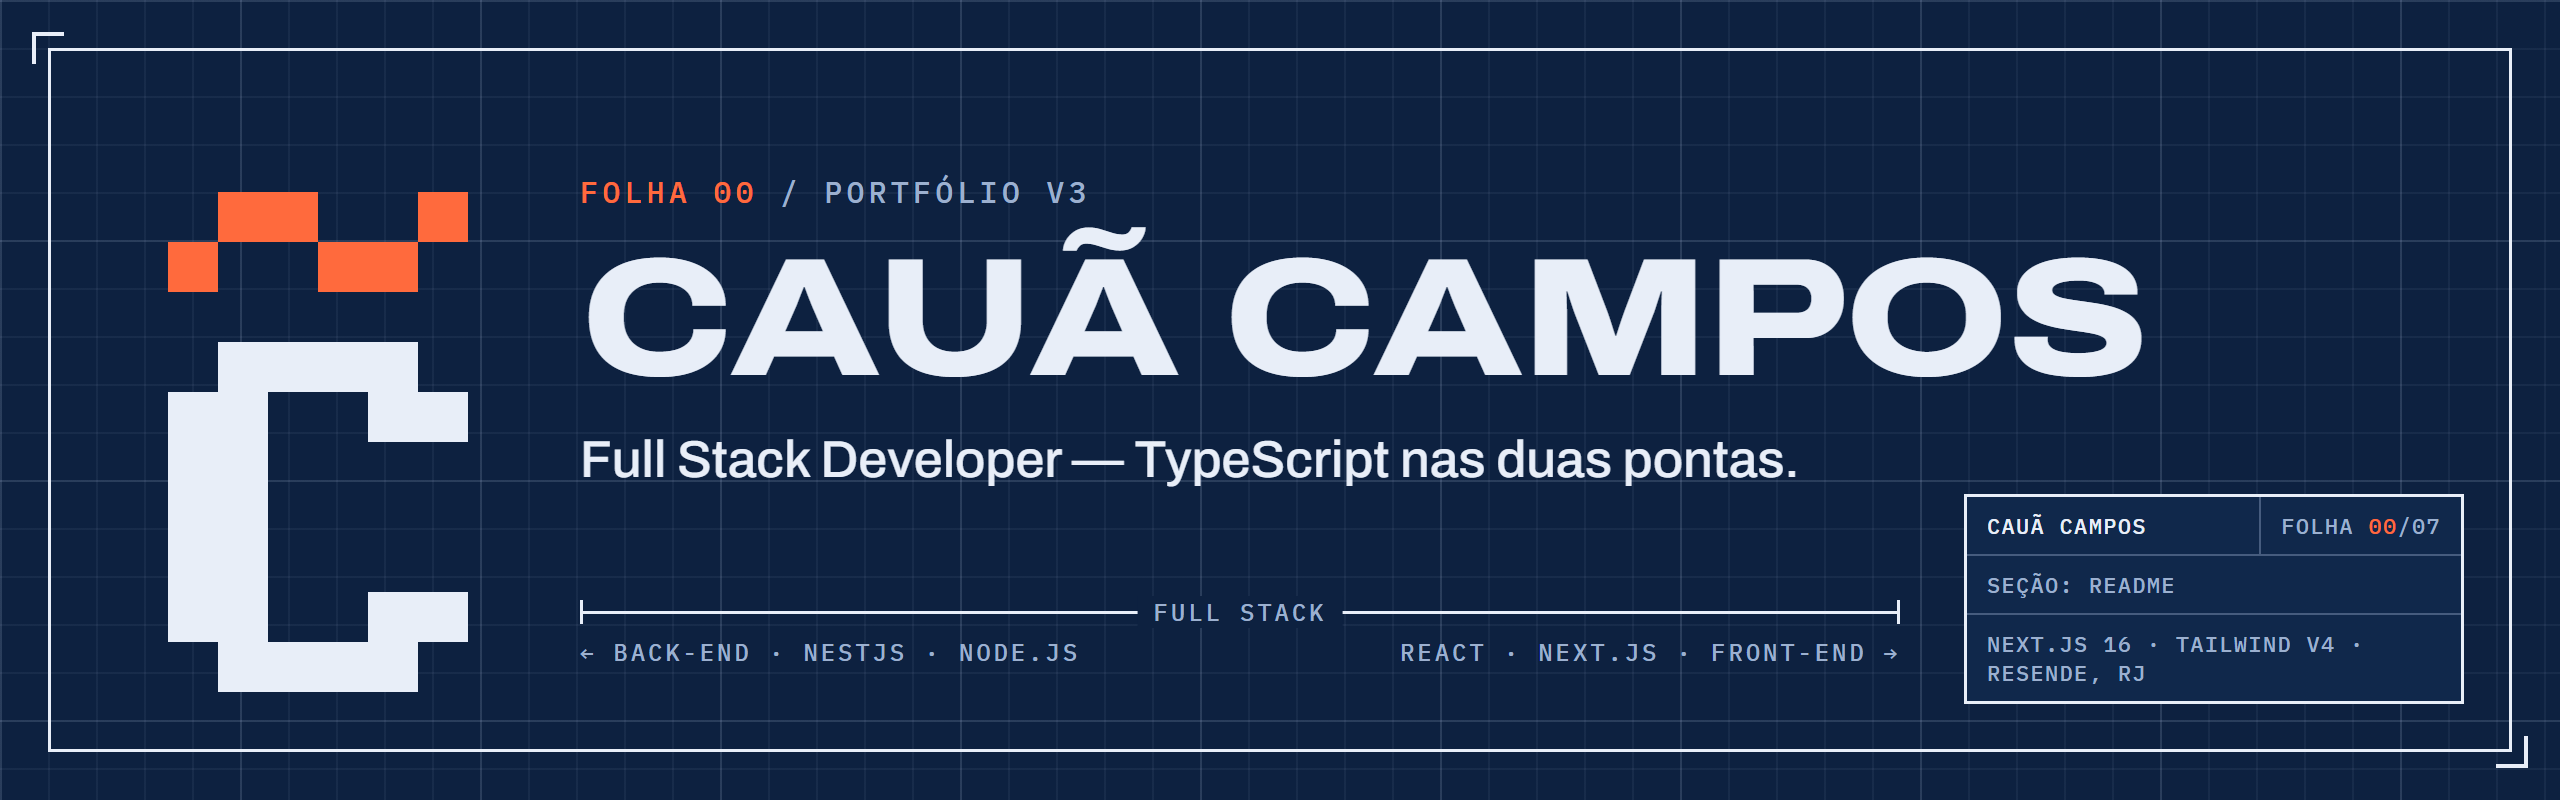 FOLHA 00 / PORTFÓLIO V3
CAUÃ CAMPOS
Full Stack Developer — TypeScript nas duas pontas.
FULL STACK
← BACK-END · NESTJS · NODE.JS
REACT · NEXT.JS · FRONT-END →
CAUÃ CAMPOS
FOLHA 00/07
SEÇÃO: README
NEXT.JS 16 · TAILWIND V4 ·
RESENDE, RJ